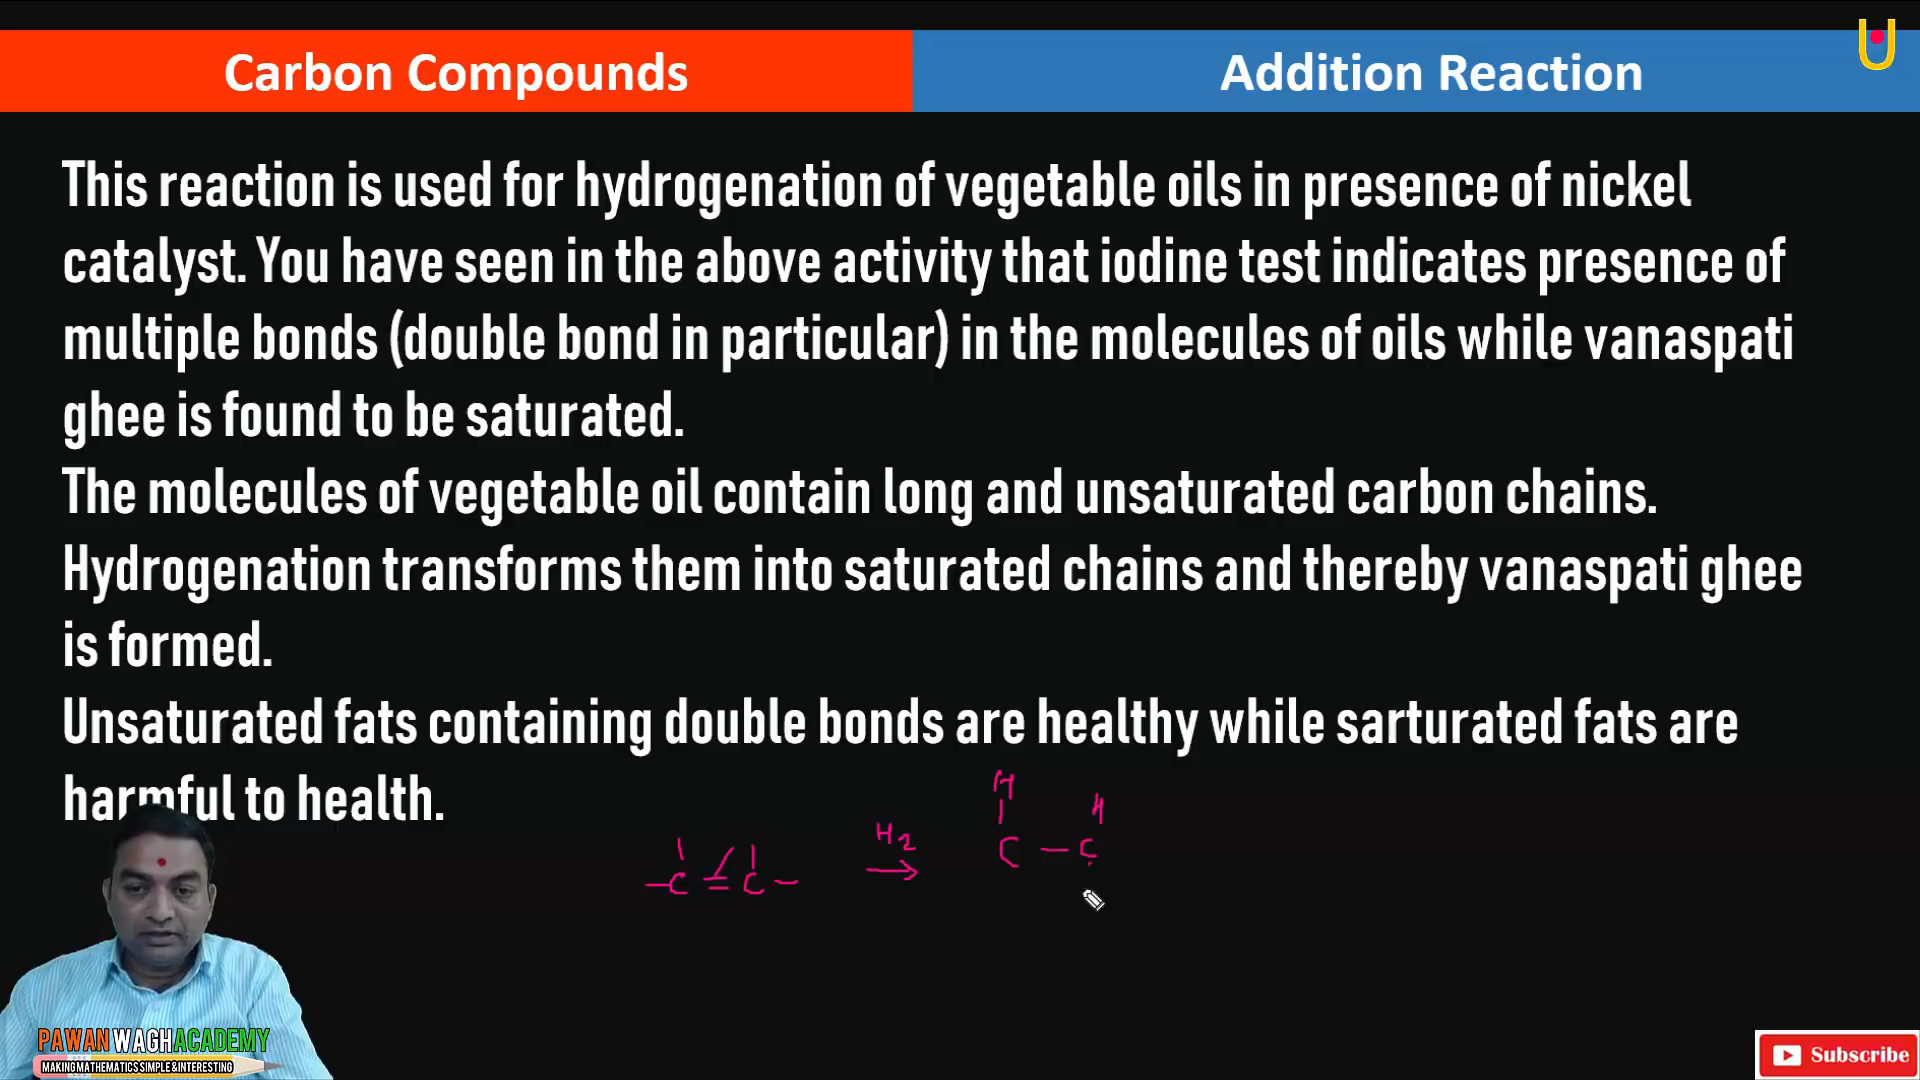 Carbon Compounds
Addition Reaction
This reaction is used for hydrogenation of vegetable oils in presence of nickel
catalyst. You have seen in the above activity that iodine test indicates presence of
multiple bonds (double bond in particular) in the molecules of oils while vanaspati
ghee is found to be saturated.
The molecules of vegetable oil contain long and unsaturated carbon chains.
Hydrogenation transforms them into saturated chains and thereby vanaspati ghee
is formed.
Unsaturated fats containing double bonds are healthy while sarturated fats are
harmful to health.
H H
H2
C — C
—C = C —
PAWAN WAGH ACADEMY
MAKING MATHEMATICS SIMPLE & INTERESTING
Subscribe